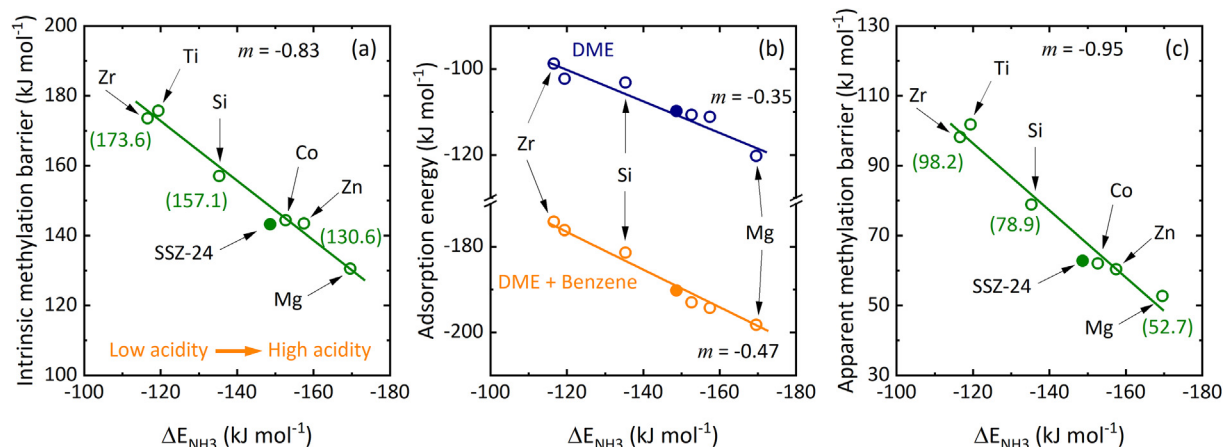 Intrinsic methylation barrier (kJ mol⁻¹)
200
180
160
140
120
100
m = -0.83
(a)
Zr
Ti
Si
Co
Zn
(173.6)
(157.1)
(130.6)
SSZ-24
Mg
Low acidity
High acidity
-100 -120 -140 -160 -180
ΔE_NH3 (kJ mol⁻¹)
Adsorption energy (kJ mol⁻¹)
-100
-120
-180
-200
(b)
DME
m = -0.35
Zr
Si
Mg
DME + Benzene
m = -0.47
-100 -120 -140 -160 -180
ΔE_NH3 (kJ mol⁻¹)
Apparent methylation barrier (kJ mol⁻¹)
130
110
90
70
50
30
m = -0.95
(c)
Ti
Zr
Si
Co
Zn
(98.2)
(78.9)
SSZ-24
Mg
(52.7)
-100 -120 -140 -160 -180
ΔE_NH3 (kJ mol⁻¹)